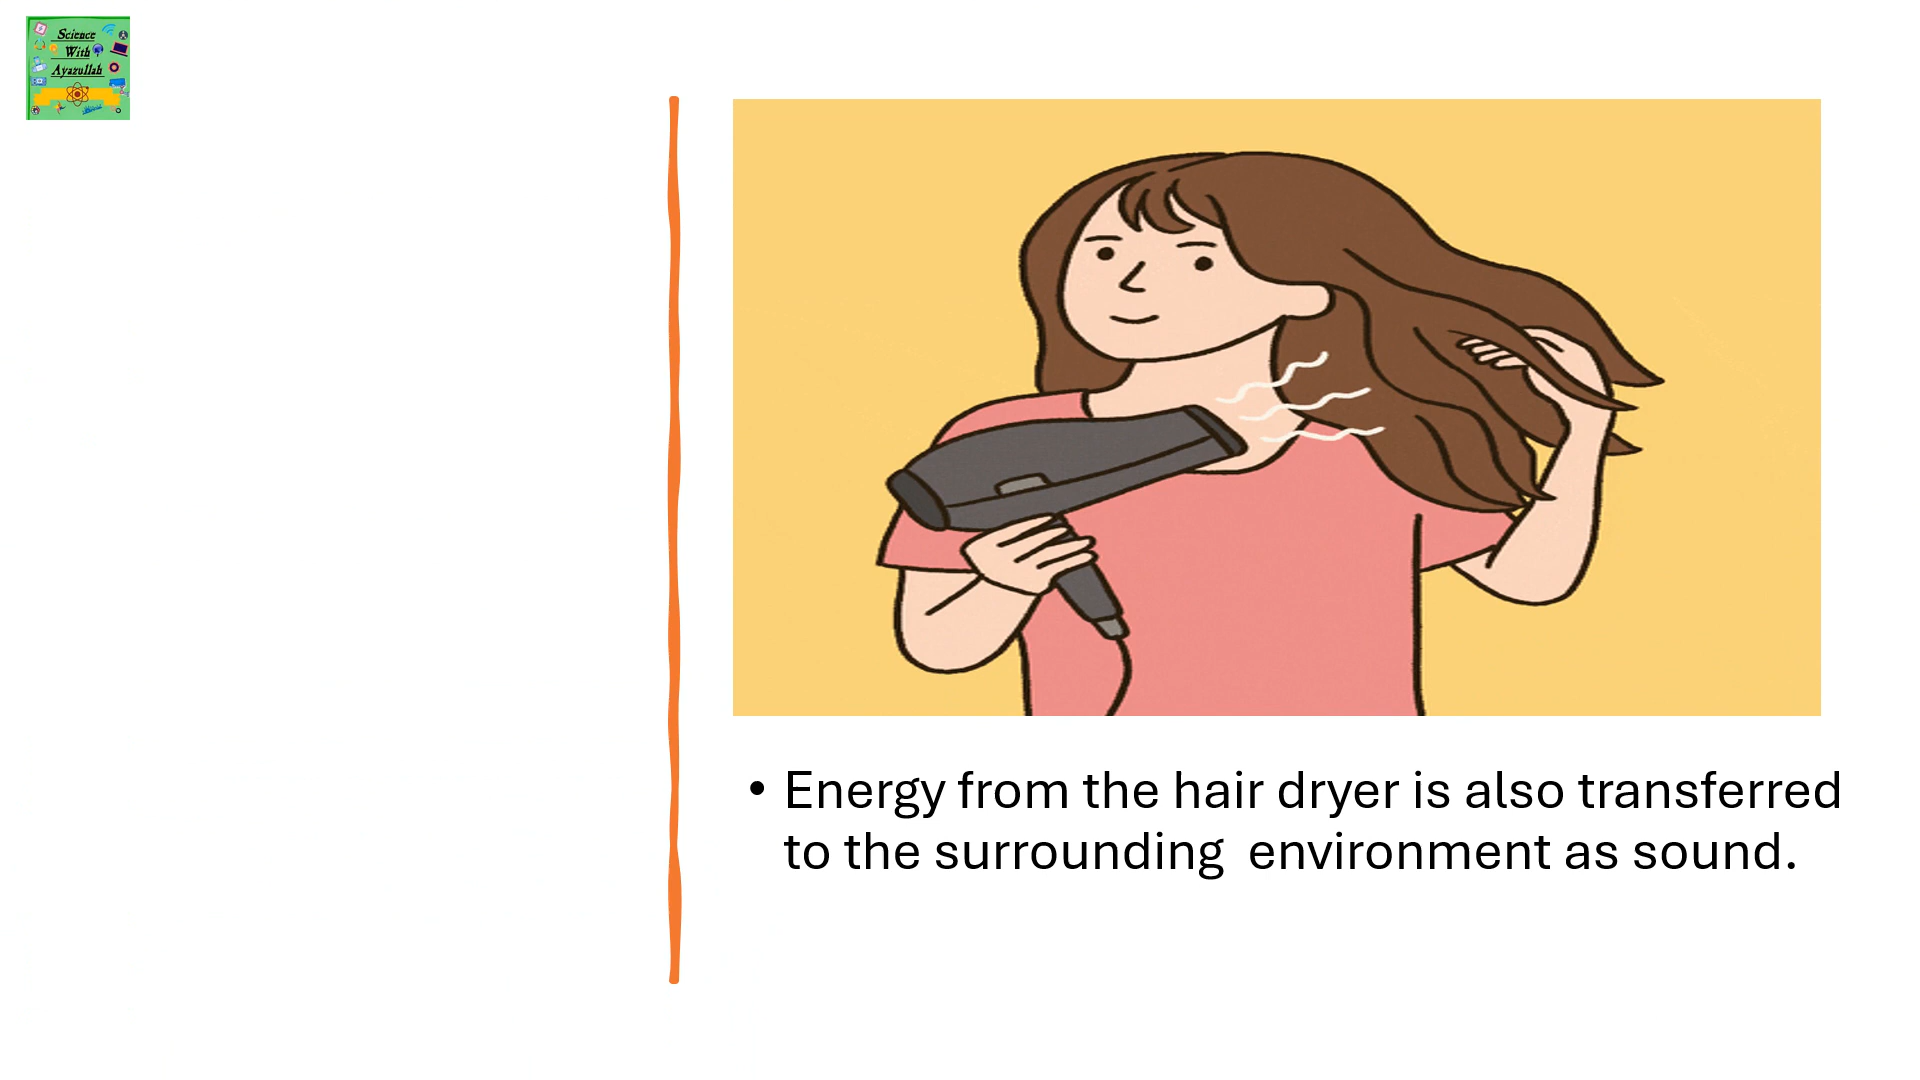 Science
With
Ayazullah
• Energy from the hair dryer is also transferred
to the surrounding  environment as sound.